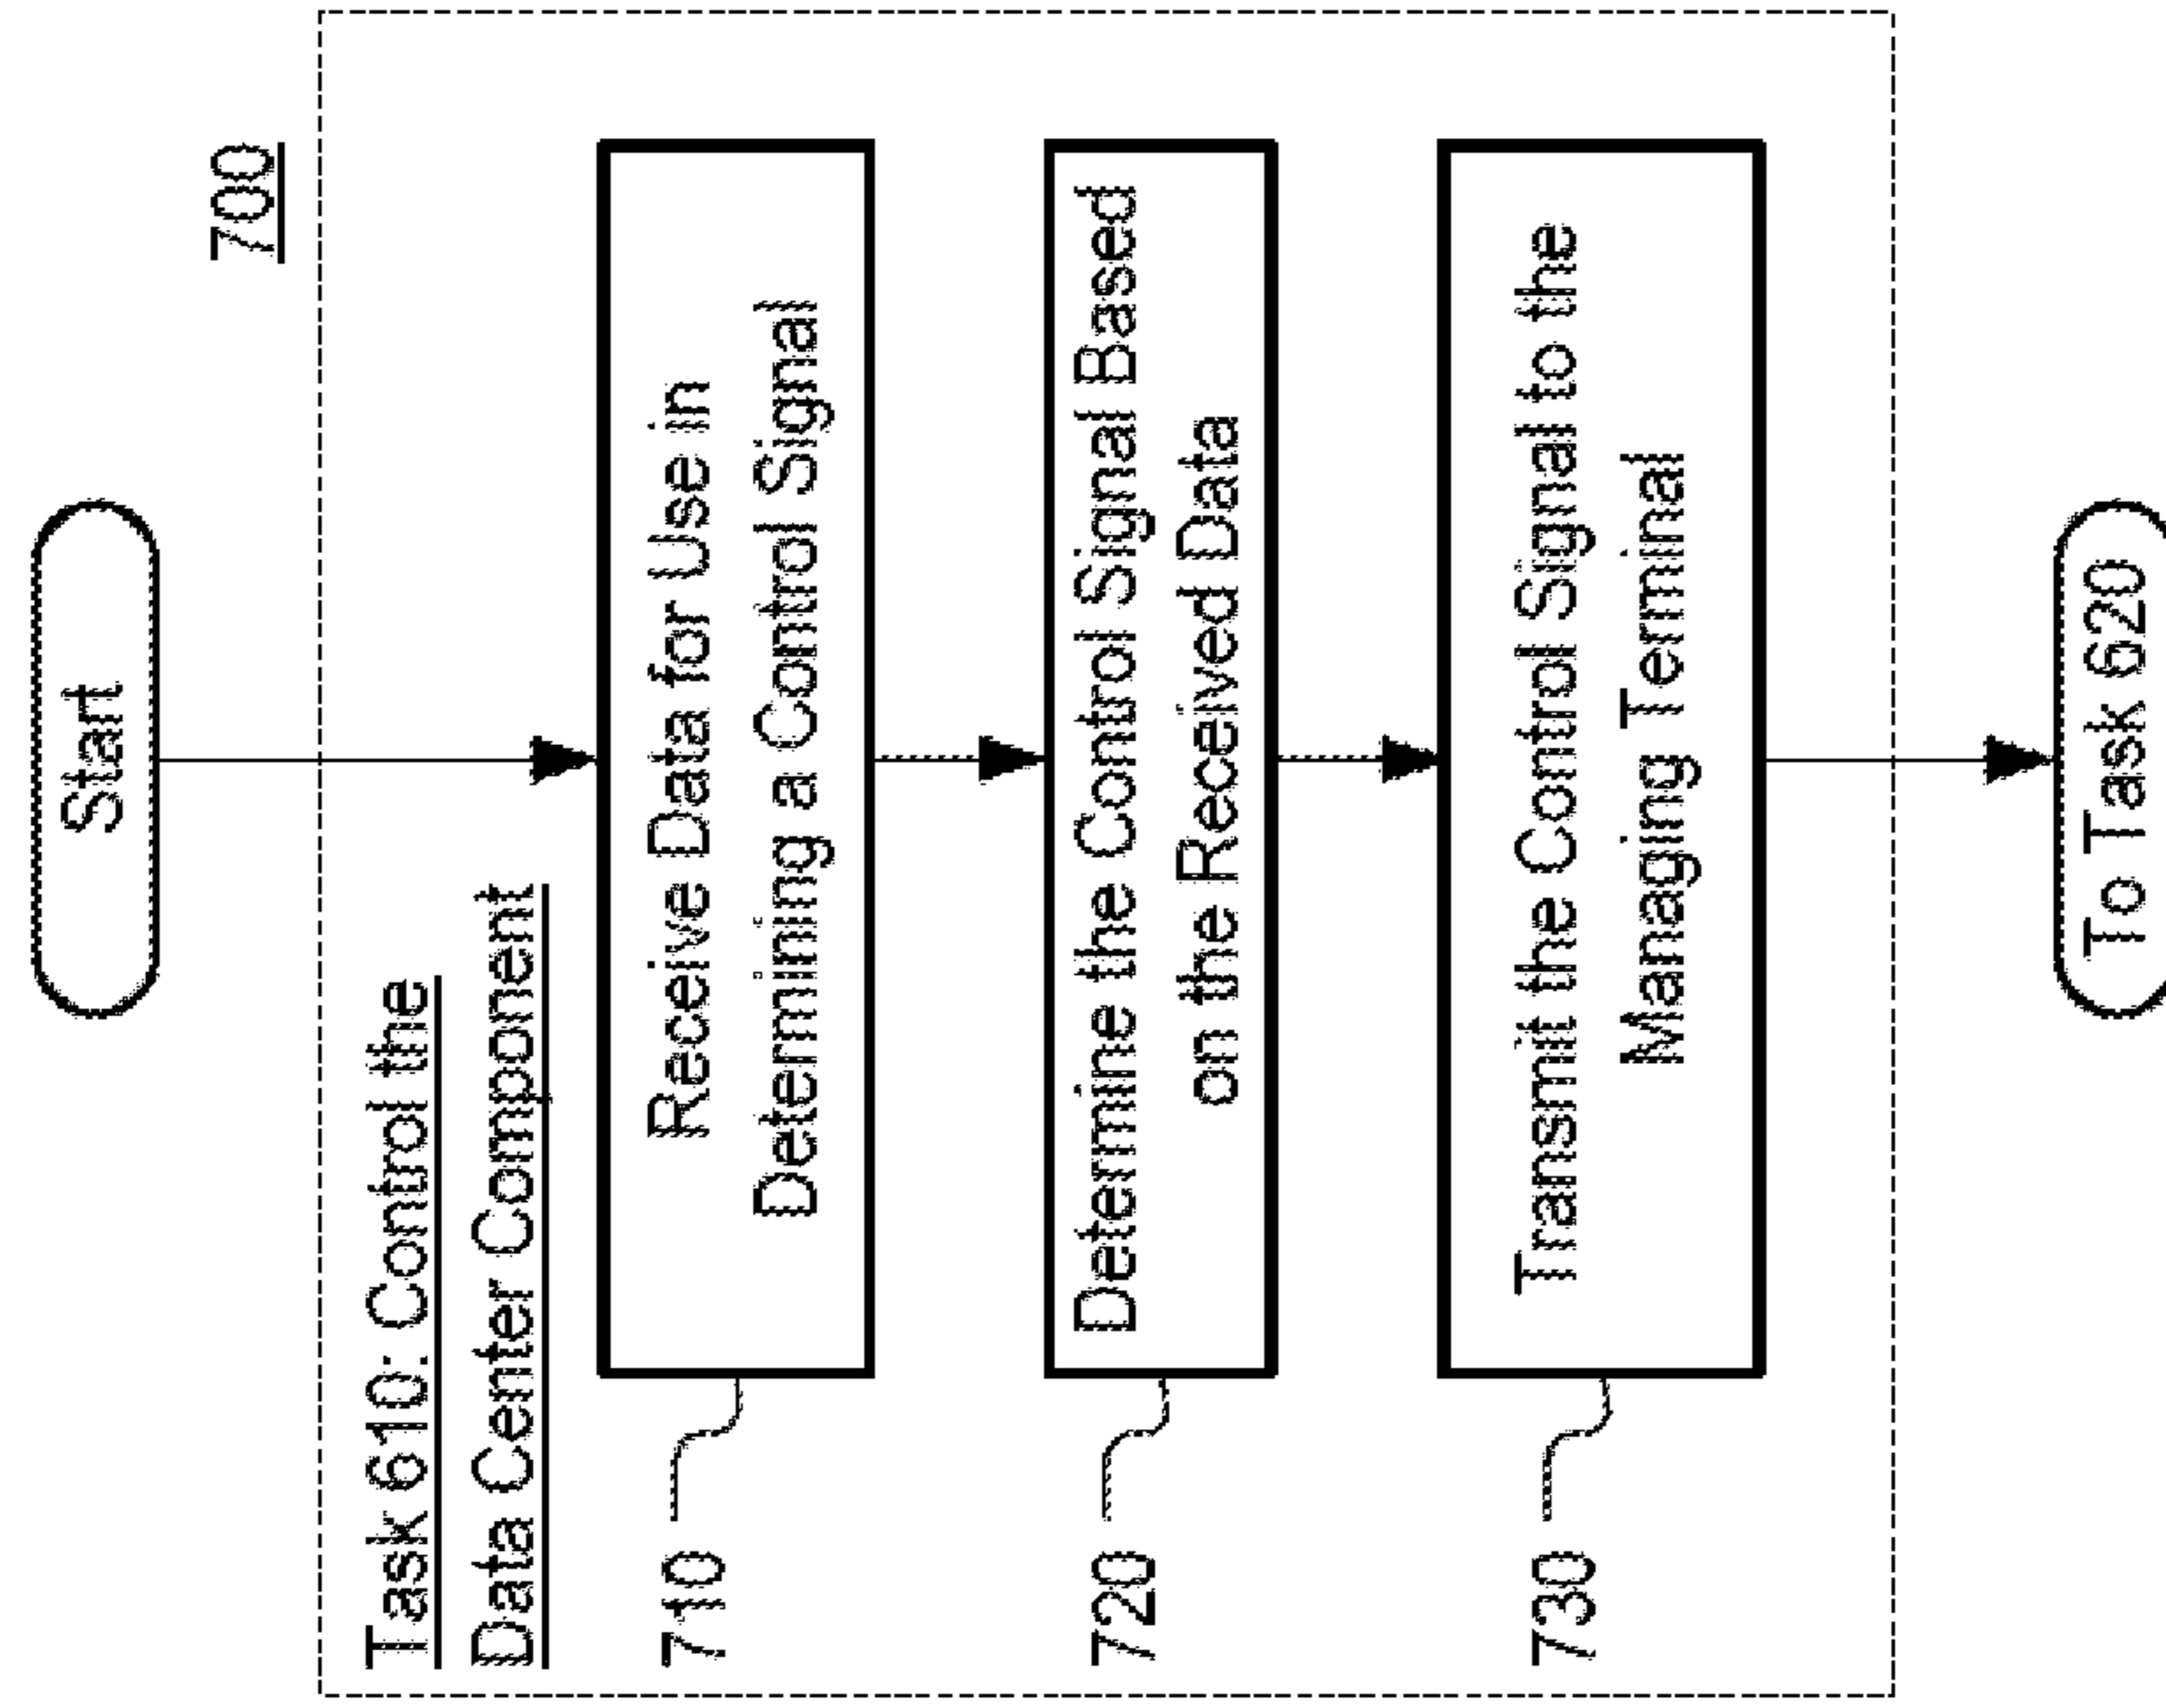 Start
700
Task 610: Control the
Data Center Component
710
Receive Data for Use in
Determining a Control Signal
720
Determine the Control Signal Based
on the Received Data
730
Transmit the Control Signal to the
Managing Terminal
To Task 620